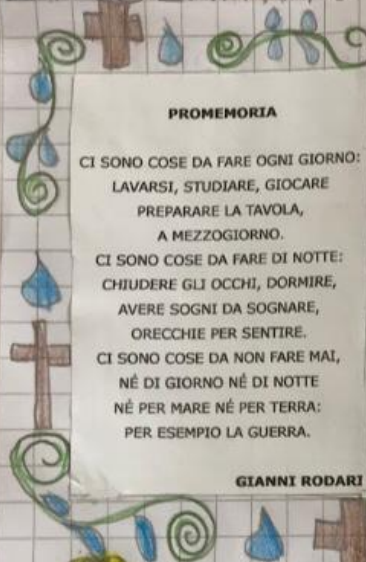 PROMEMORIA
CI SONO COSE DA FARE OGNI GIORNO:
LAVARSI, STUDIARE, GIOCARE
PREPARARE LA TAVOLA,
A MEZZOGIORNO.
CI SONO COSE DA FARE DI NOTTE:
CHIUDERE GLI OCCHI, DORMIRE,
AVERE SOGNI DA SOGNARE,
ORECCHIE PER SENTIRE.
CI SONO COSE DA NON FARE MAI,
NÉ DI GIORNO NÉ DI NOTTE
NÉ PER MARE NÉ PER TERRA:
PER ESEMPIO LA GUERRA.
GIANNI RODARI